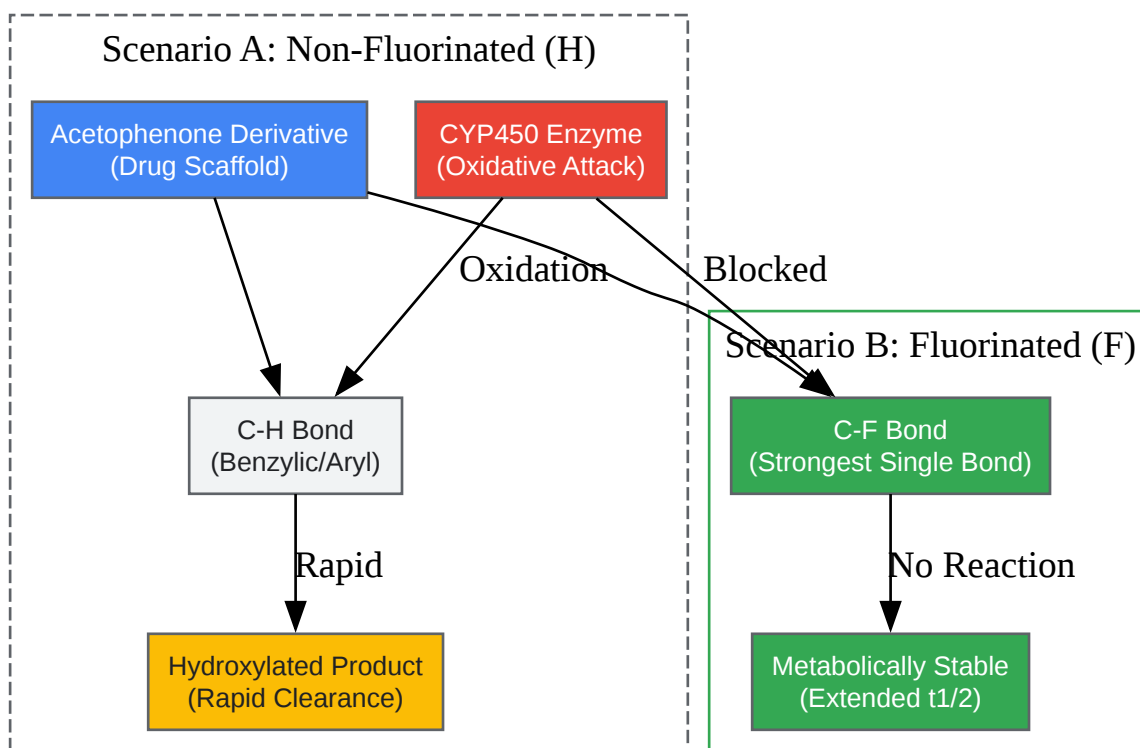 Scenario A: Non-Fluorinated (H)
Acetophenone Derivative
(Drug Scaffold)
CYP450 Enzyme
(Oxidative Attack)
Oxidation
Blocked
Scenario B: Fluorinated (F)
C-H Bond
(Benzylic/Aryl)
C-F Bond
(Strongest Single Bond)
Rapid
No Reaction
Hydroxylated Product
(Rapid Clearance)
Metabolically Stable
(Extended t1/2)